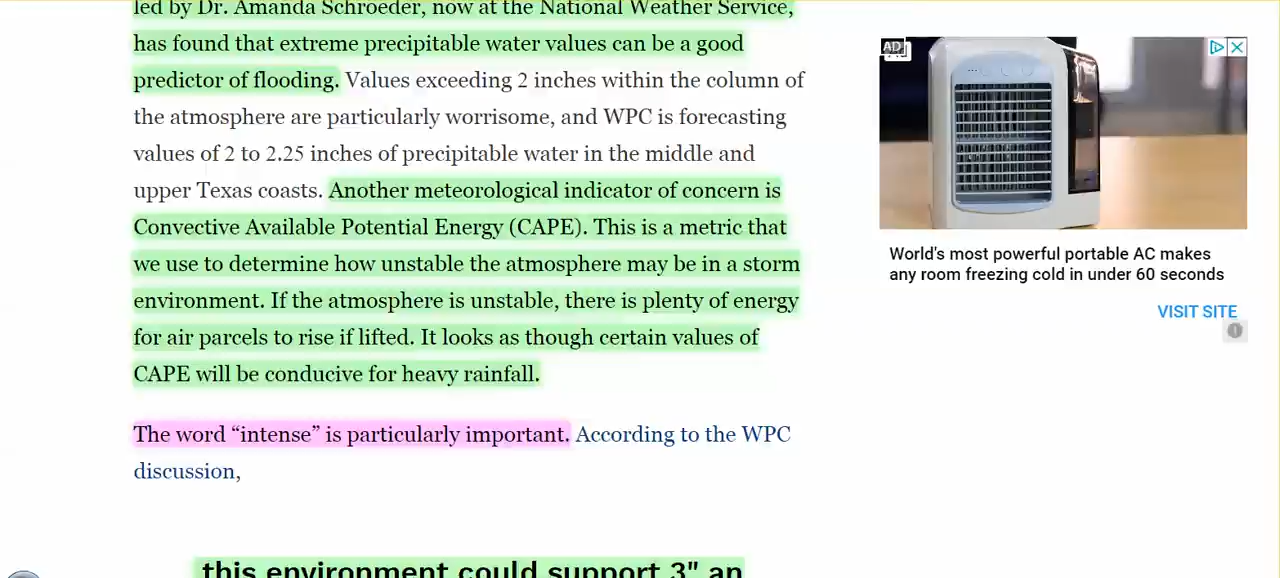 led by Dr. Amanda Schroeder, now at the National Weather Service,
has found that extreme precipitable water values can be a good
predictor of flooding. Values exceeding 2 inches within the column of
the atmosphere are particularly worrisome, and WPC is forecasting
values of 2 to 2.25 inches of precipitable water in the middle and
upper Texas coasts. Another meteorological indicator of concern is
Convective Available Potential Energy (CAPE). This is a metric that
we use to determine how unstable the atmosphere may be in a storm
environment. If the atmosphere is unstable, there is plenty of energy
for air parcels to rise if lifted. It looks as though certain values of
CAPE will be conducive for heavy rainfall.
The word “intense” is particularly important. According to the WPC
discussion,
this environment could support 3" an
AD
World's most powerful portable AC makes
any room freezing cold in under 60 seconds
VISIT SITE